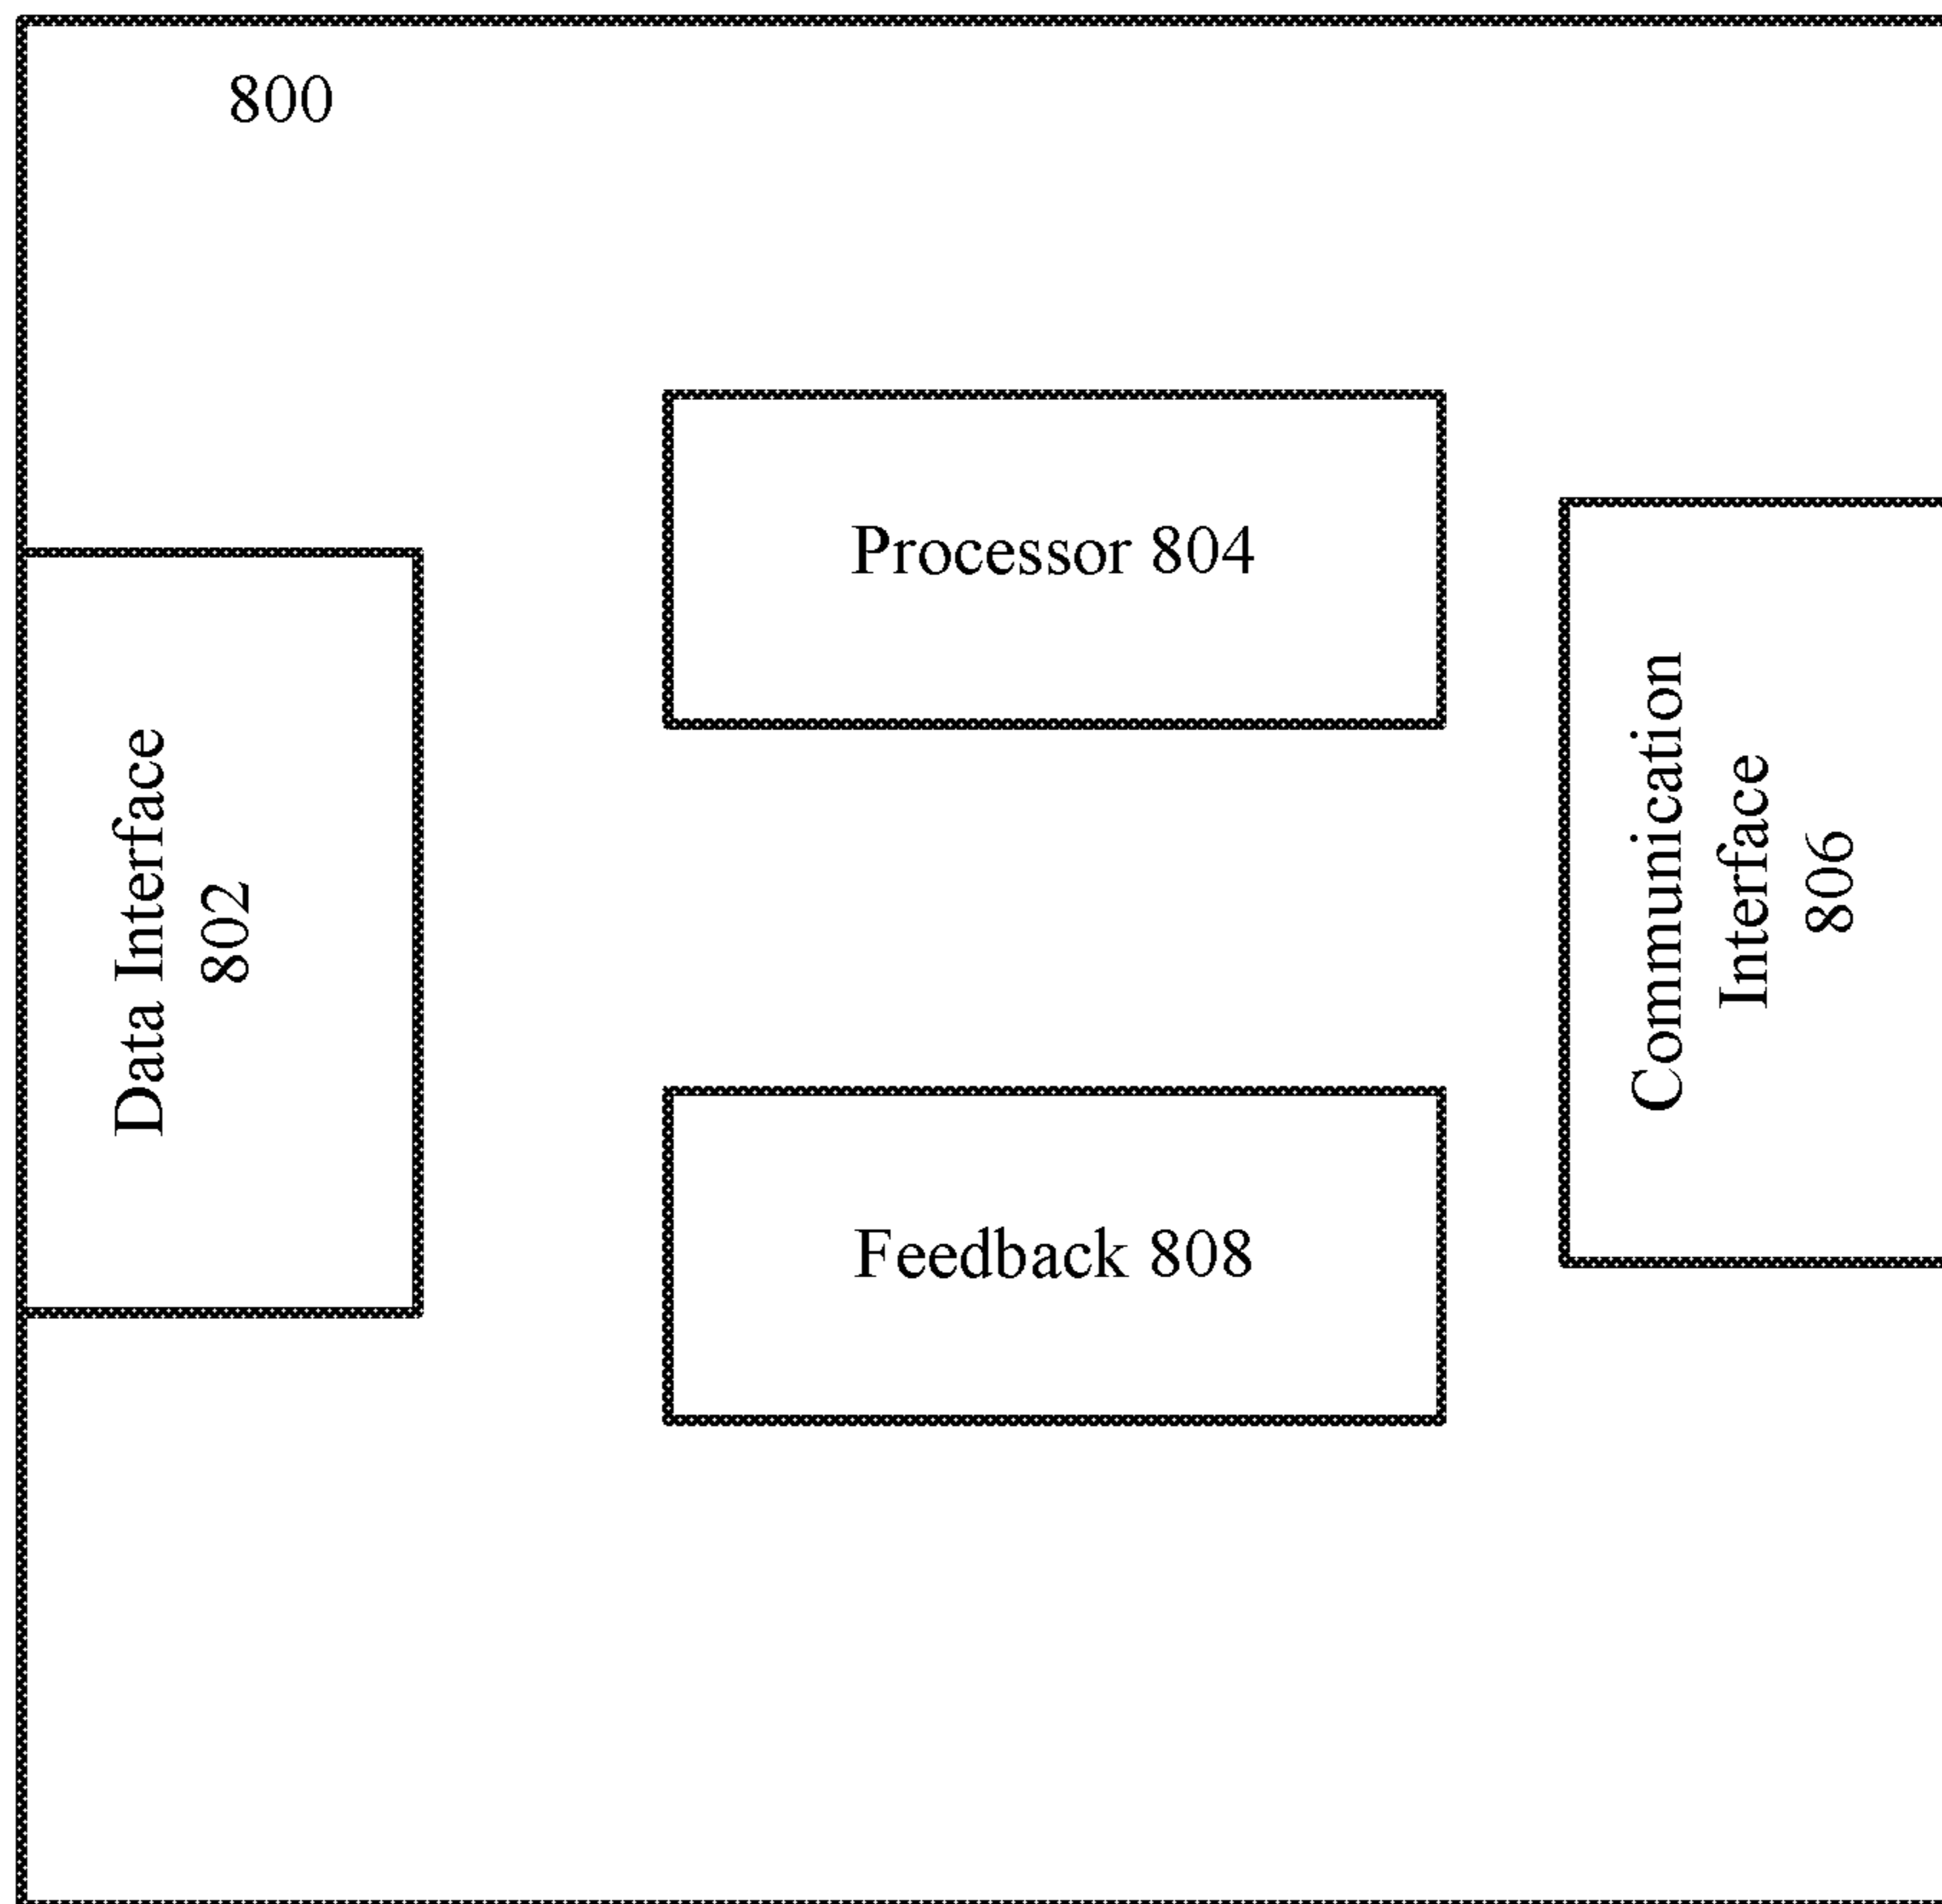 800
Processor 804
Data Interface
802
Communication
Interface
806
Feedback 808